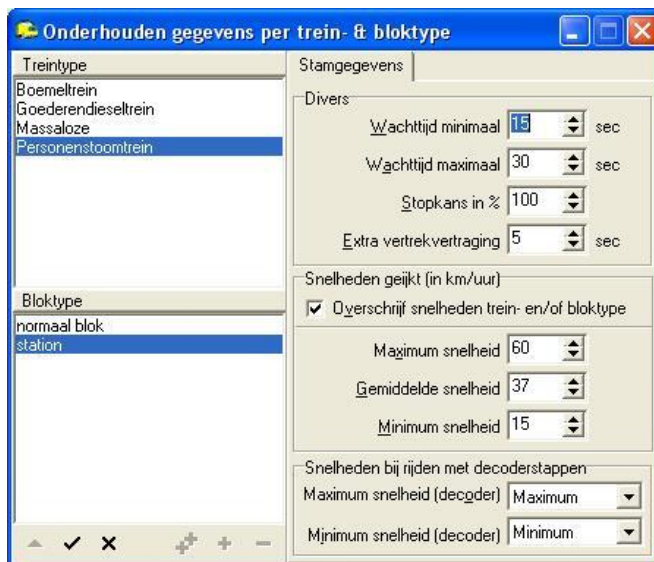 Onderhouden gegevens per trein- & bloktype
Treintype
Boemeltrein
Goederendieseltrein
Massaloze
Personenstoomtrein
Bloktype
normaal blok
station
Stamgegevens
Divers
Wachttijd minimaal 15 sec
Wachttijd maximaal 30 sec
Stopkans in % 100
Extra vertrekvertraging 5 sec
Snelheden geijkt (in km/uur)
Overschrijf snelheden trein- en/of bloktype
Maximum snelheid 60
Gemiddelde snelheid 37
Minimum snelheid 15
Snelheden bij rijden met decoderstappen
Maximum snelheid (decoder) Maximum
Minimum snelheid (decoder) Minimum